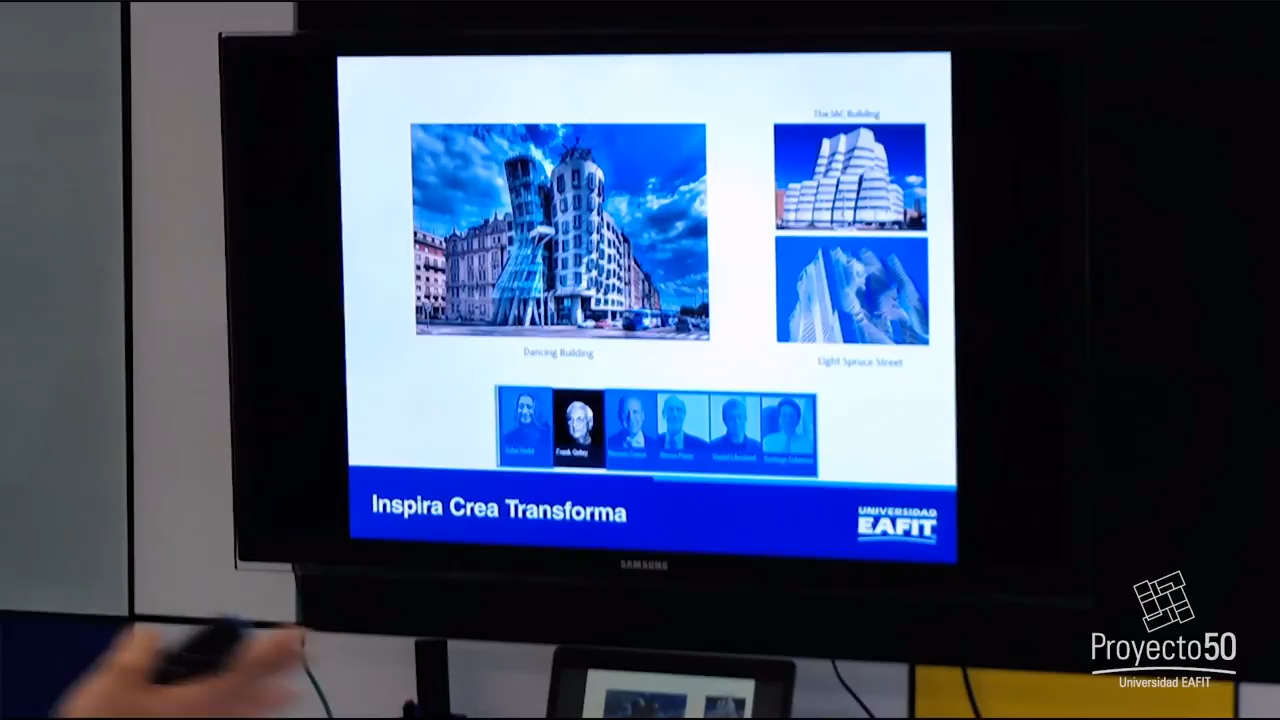 The IAC Building
Dancing Building
Eight Spruce Street
Frank Gehry
Inspira Crea Transforma
UNIVERSIDAD
EAFIT
SAMSUNG
Proyecto50
Universidad EAFIT